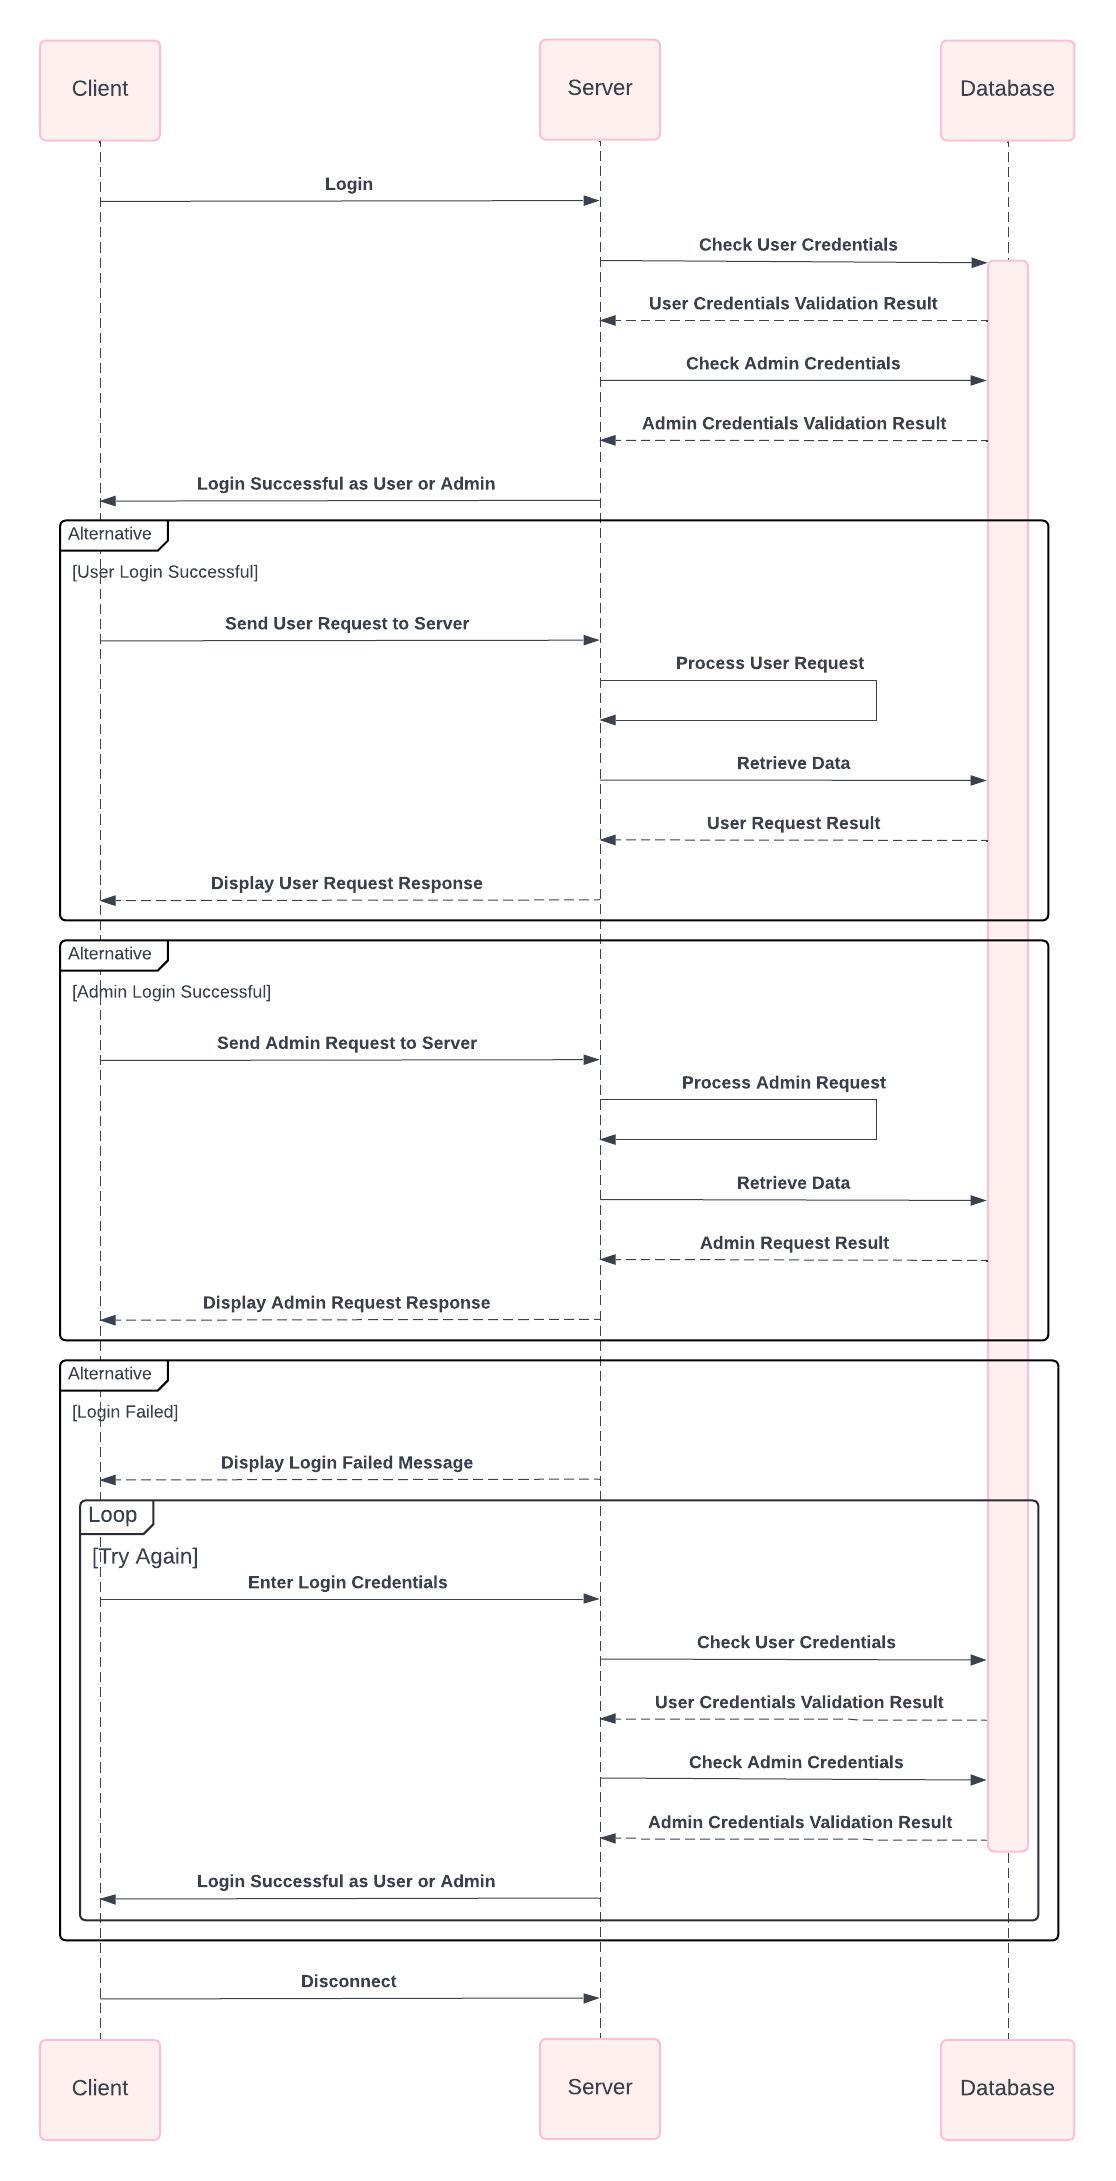 Client
Server
Database
Login
Check User Credentials
User Credentials Validation Result
Check Admin Credentials
Admin Credentials Validation Result
Login Successful as User or Admin
Alternative
[User Login Successful]
Send User Request to Server
Process User Request
Retrieve Data
User Request Result
Display User Request Response
Alternative
[Admin Login Successful]
Send Admin Request to Server
Process Admin Request
Retrieve Data
Admin Request Result
Display Admin Request Response
Alternative
[Login Failed]
Display Login Failed Message
Loop
[Try Again]
Enter Login Credentials
Check User Credentials
User Credentials Validation Result
Check Admin Credentials
Admin Credentials Validation Result
Login Successful as User or Admin
Disconnect
Client
Server
Database